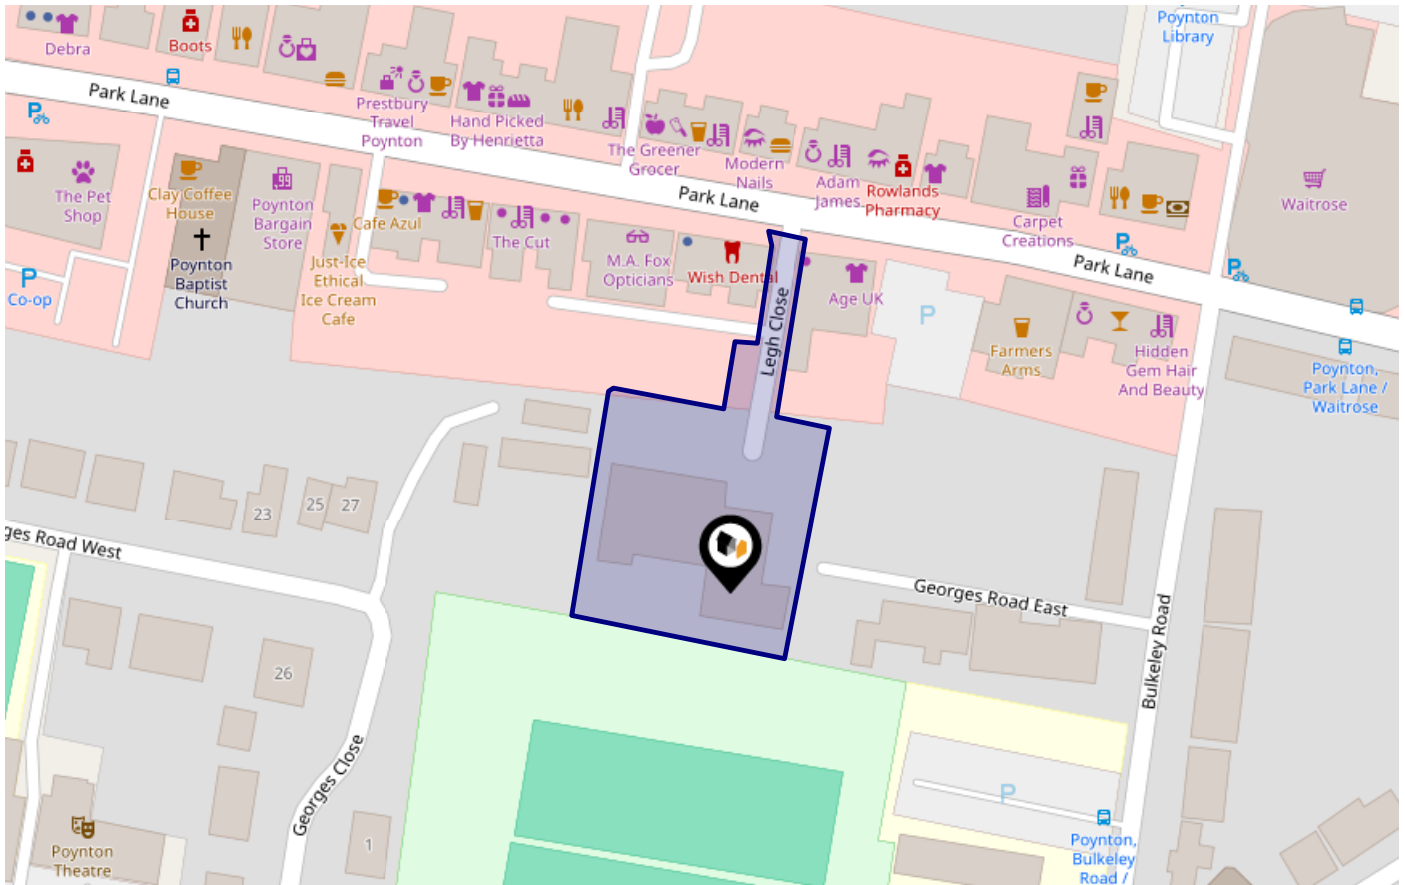 Debra
Boots
Poynton
Library
Park Lane
Prestbury
Travel
Poynton
Hand Picked
By Henrietta
The Greener
Grocer
Modern
Nails
Adam
James
Rowlands
Pharmacy
Carpet
Creations
Waitrose
The Pet
Shop
Clay Coffee
House
Poynton
Bargain
Store
Cafe Azul
The Cut
Park Lane
P
Co-op
Poynton
Baptist
Church
Just-Ice
Ethical
Ice Cream
Cafe
M.A. Fox
Opticians
Wish Dental
Legh Close
Age UK
P
Park Lane
Farmers
Arms
Hidden
Gem Hair
And Beauty
Poynton,
Park Lane /
Waitrose
23
25
27
ges Road West
Georges Road East
Bulkeley Road
26
Georges Close
1
Poynton
Theatre
P
Poynton,
Bulkeley
Road /